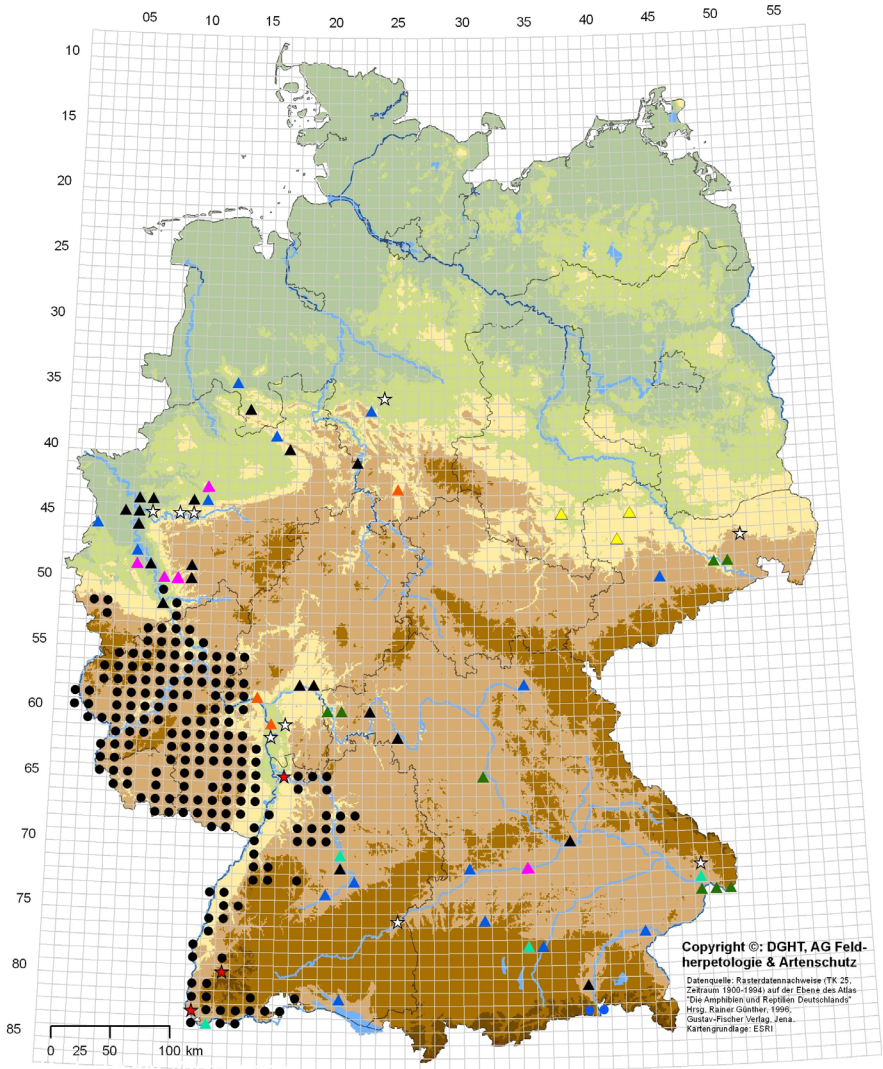 05 10 20 25 30 35 40 45 50 55
10
15
20
25
30
35
40
45
50
55
60
65
70
75
80
85
0 25 50 100 km
Copyright ©: DGHT, AG Feld-
herpetologie & Artenschutz
Datenquelle: Rasterdatennachweise (TK 25,
Zeitraum 1900-1994) auf der Ebene des Atlas
"Die Amphibien und Reptilien Deutschlands"
Hrsg. Rainer Günther, 1996,
Gustav-Fischer Verlag, Jena.
Kartengrundlage: ESRI